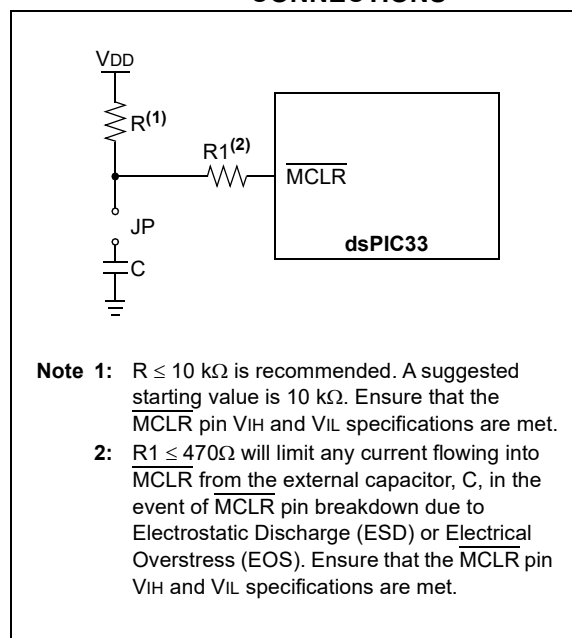 CONNECTIONS
VDD
R(1)
R1(2)
MCLR
JP
dsPIC33
C
Note 1: R ≤ 10 kΩ is recommended. A suggested
starting value is 10 kΩ. Ensure that the
MCLR pin VIH and VIL specifications are met.
2: R1 ≤ 470Ω will limit any current flowing into
MCLR from the external capacitor, C, in the
event of MCLR pin breakdown due to
Electrostatic Discharge (ESD) or Electrical
Overstress (EOS). Ensure that the MCLR pin
VIH and VIL specifications are met.